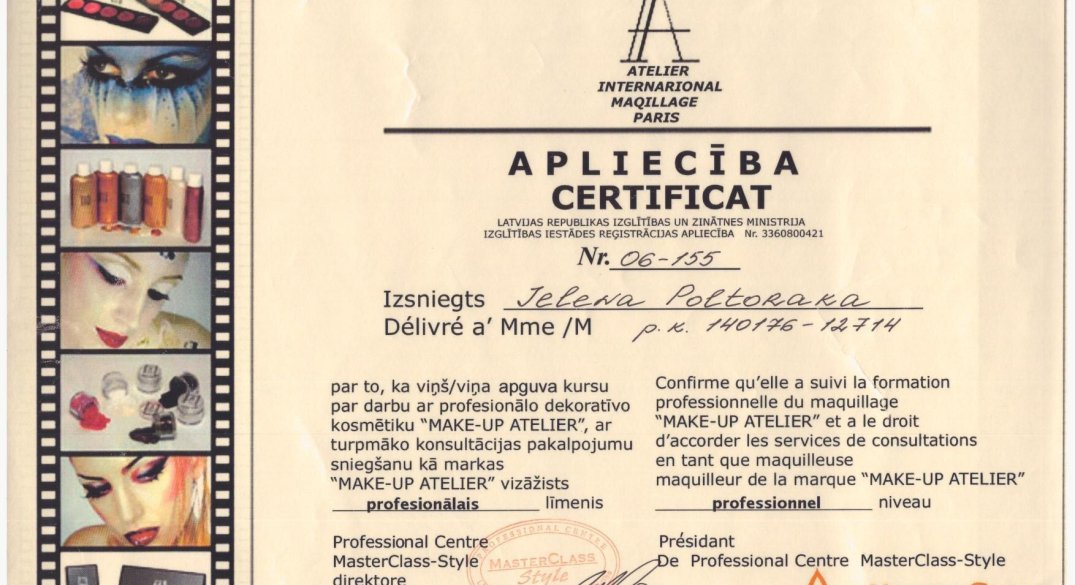 ATELIER
INTERNARIONAL
MAQILLAGE
PARIS
APLIECĪBA
CERTIFICAT
LATVIJAS REPUBLIKAS IZGLĪTĪBAS UN ZINĀTNES MINISTRIJA
IZGLĪTĪBAS IESTĀDES REĢISTRĀCIJAS APLIECĪBA Nr. 3360800421
Nr. 06-155
Izsniegts Jelena Poltoraka
Délivré a' Mme /M p.k. 140176-12714
par to, ka viņš/viņa apguva kursu
par darbu ar profesionālo dekoratīvo
kosmētiku “MAKE-UP ATELIER”, ar
turpmāko konsultācijas pakalpojumu
sniegšanu kā markas
“MAKE-UP ATELIER” vizāžists
profesionālais līmenis
Confirme qu’elle a suivi la formation
professionnelle du maquillage
“MAKE-UP ATELIER” et a le droit
d’accorder les services de consultations
en tant que maquilleuse
maquilleur de la marque “MAKE-UP ATELIER”
professionnel niveau
Professional Centre
MasterClass-Style
direktore
PROFESSIONAL CENTRE
MASTERCLASS
Style
Président
De Professional Centre MasterClass-Style